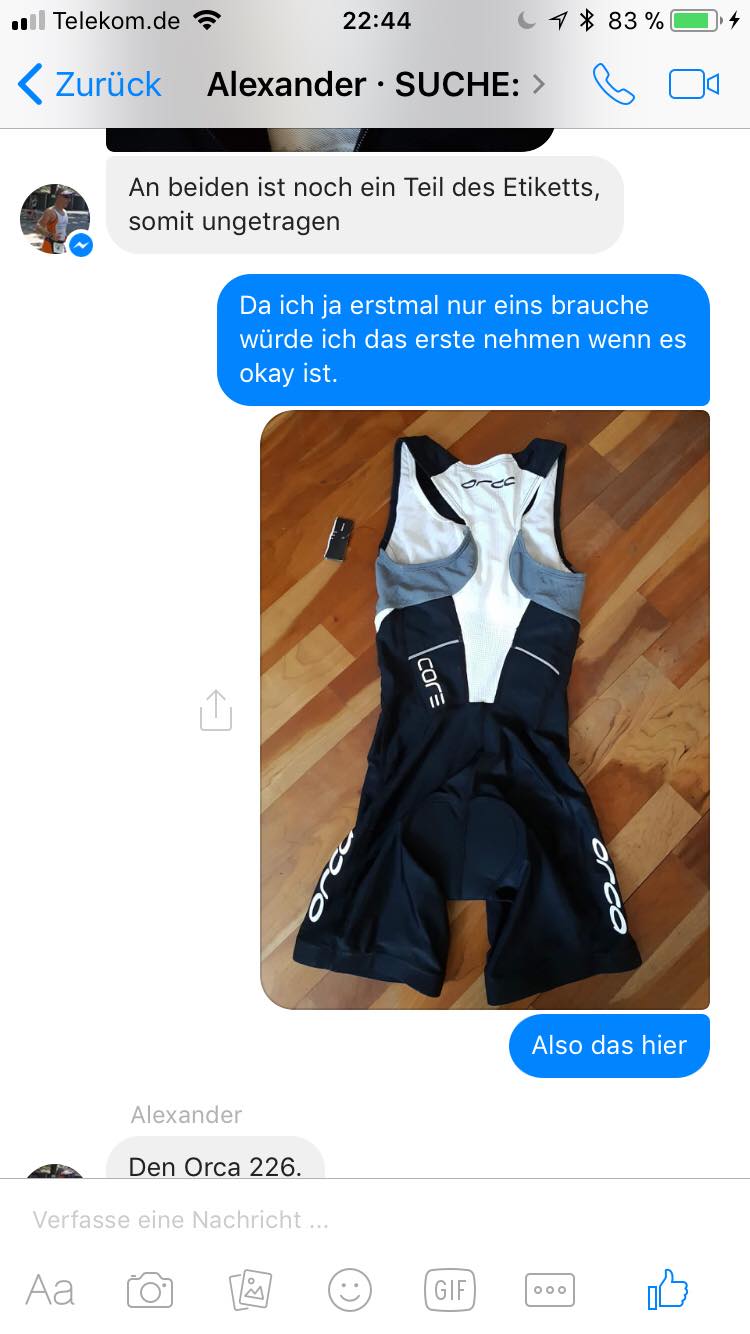 Telekom.de 22:44 83 %
Zurück Alexander · SUCHE:
An beiden ist noch ein Teil des Etiketts,
somit ungetragen
Da ich ja erstmal nur eins brauche
würde ich das erste nehmen wenn es
okay ist.
orca
CORE
orca
orca
Also das hier
Alexander
Den Orca 226.
Verfasse eine Nachricht ...
Aa GIF